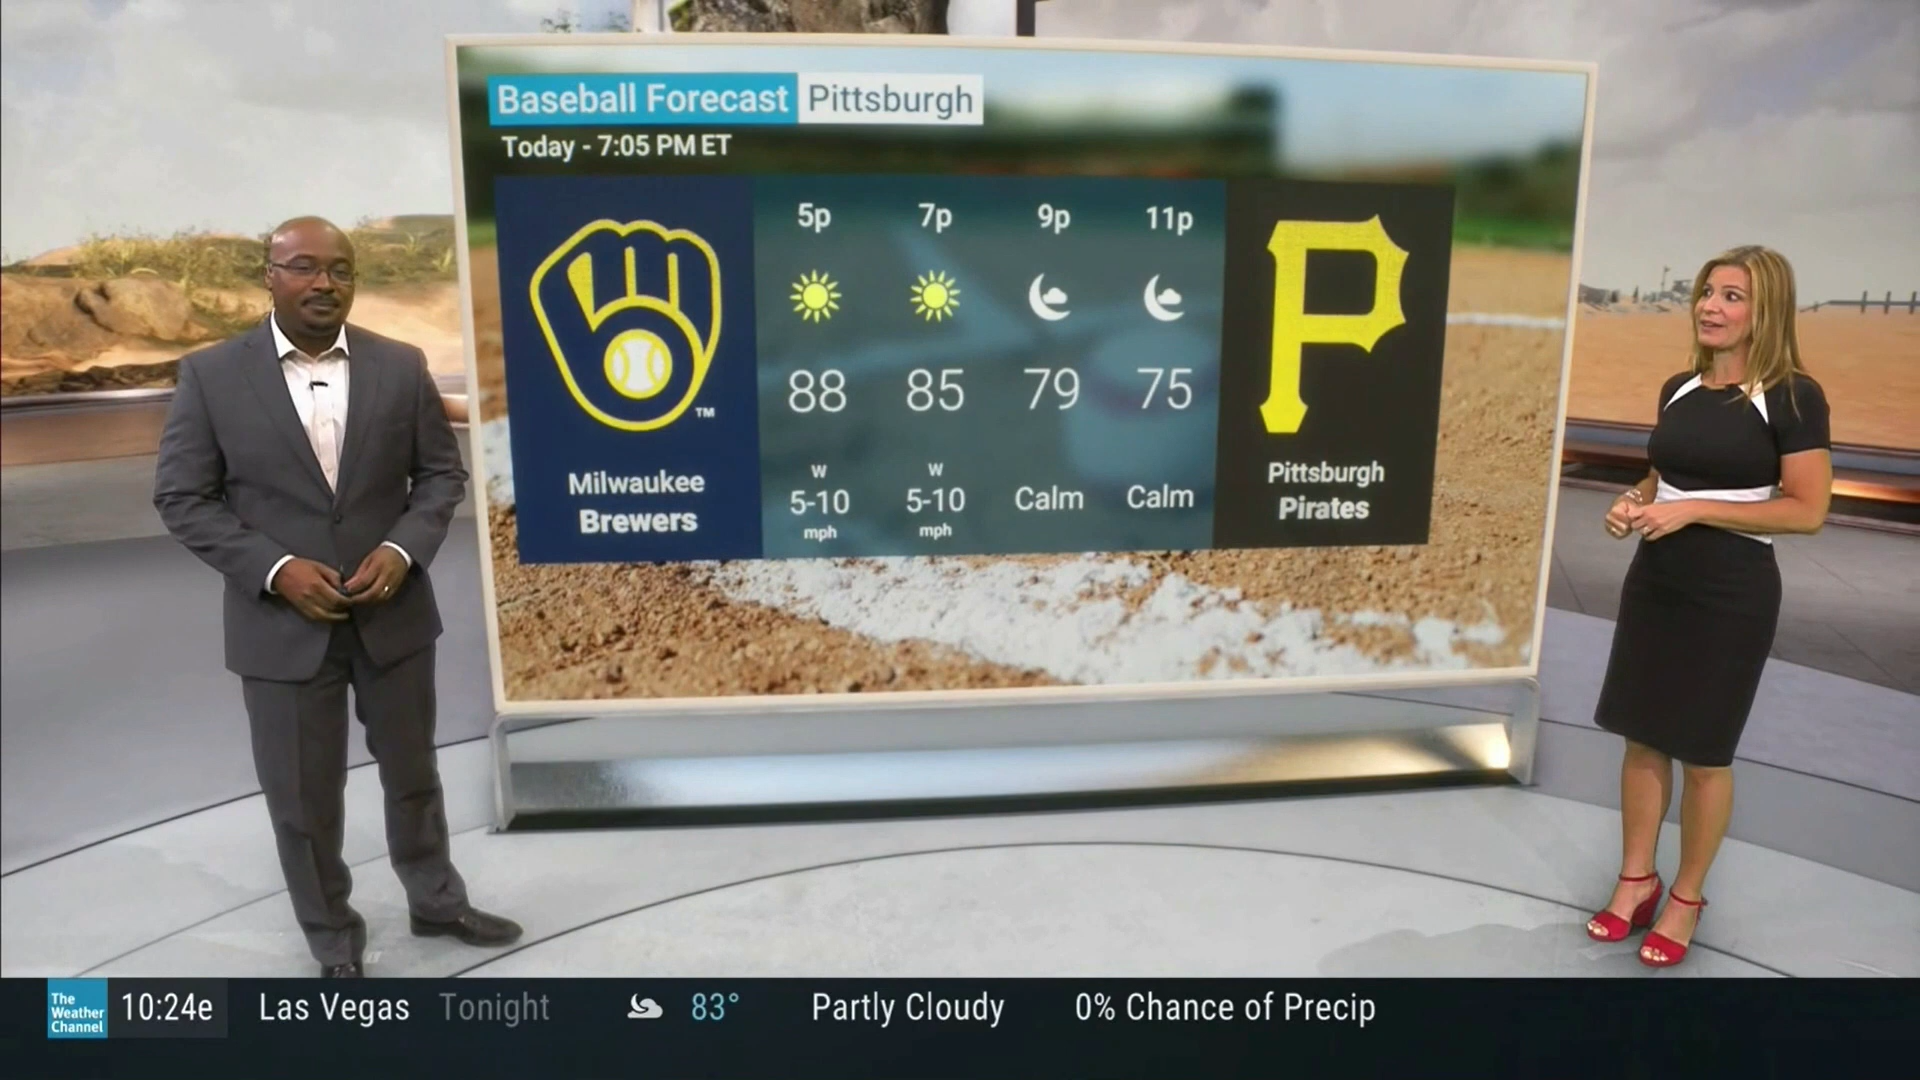 Baseball Forecast Pittsburgh
Today - 7:05 PM ET
5p 7p 9p 11p
88 85 79 75
W W
5-10 5-10 Calm Calm
mph mph
TM
Milwaukee
Brewers
P
Pittsburgh
Pirates
The
Weather
Channel
10:24e Las Vegas Tonight 83° Partly Cloudy 0% Chance of Precip